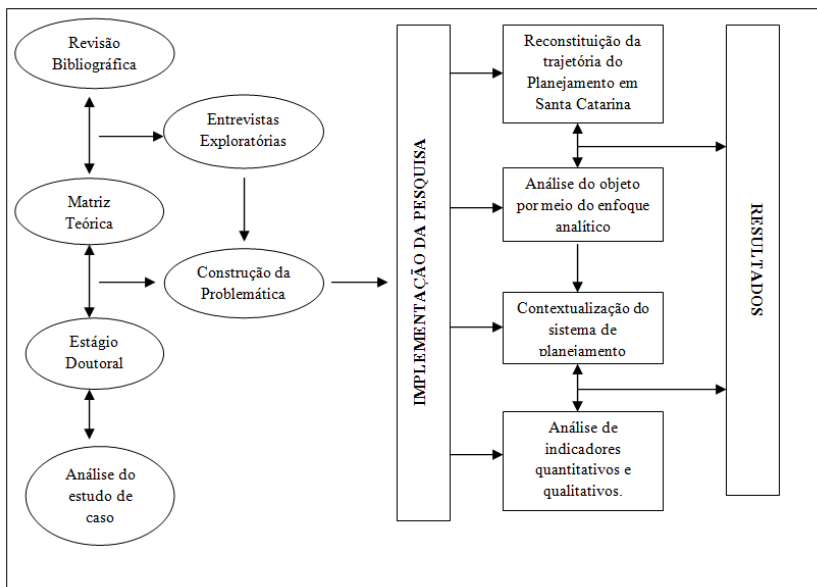 Revisão
Bibliográfica
Entrevistas
Exploratórias
Matriz
Teórica
Construção da
Problemática
Estágio
Doutoral
Análise do
estudo de
caso
IMPLEMENTAÇÃO DA PESQUISA
Reconstituição da
trajetória do
Planejamento em
Santa Catarina
Análise do objeto
por meio do enfoque
analítico
Contextualização do
sistema de
planejamento
Análise de
indicadores
quantitativos e
qualitativos.
RESULTADOS